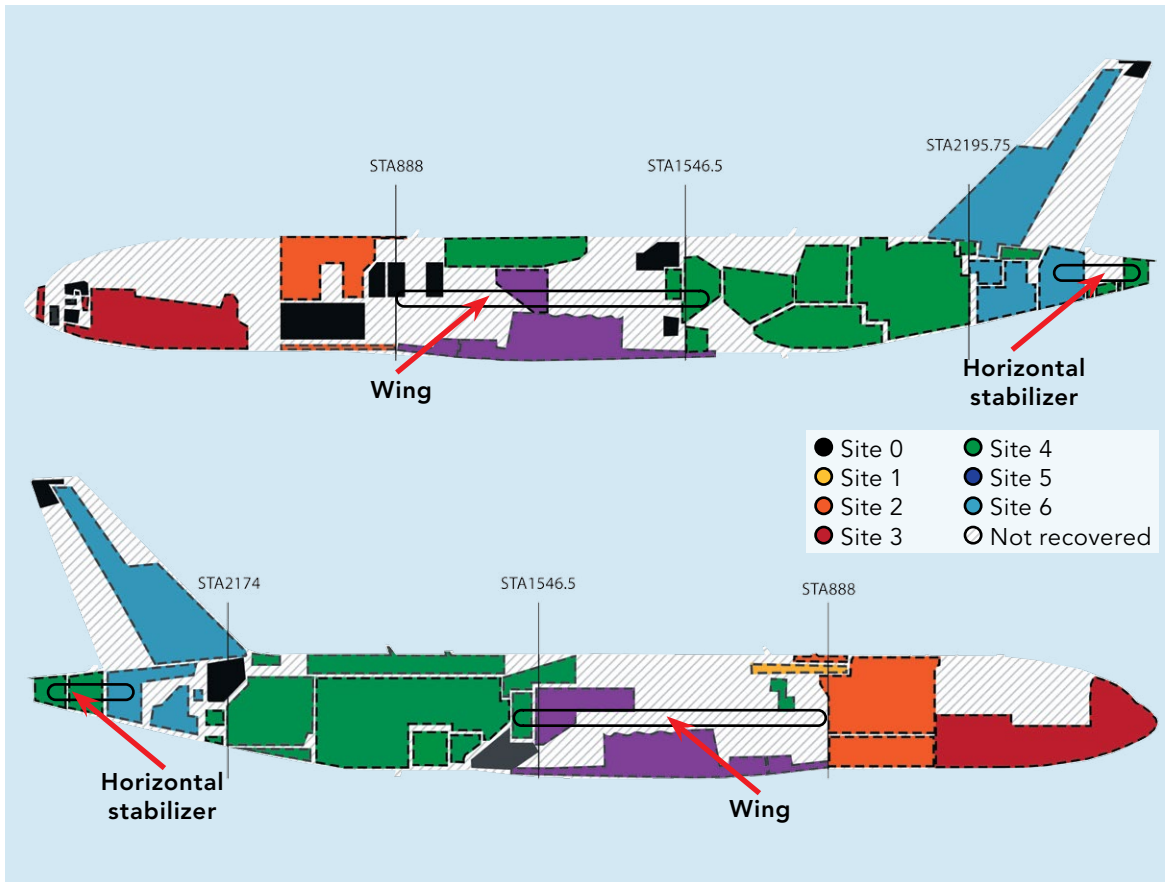 STA2195.75
STA888
STA1546.5
Wing
Horizontal
stabilizer
Site 0
Site 4
Site 1
Site 5
Site 2
Site 6
Site 3
Not recovered
STA2174
STA1546.5
STA888
Horizontal
stabilizer
Wing